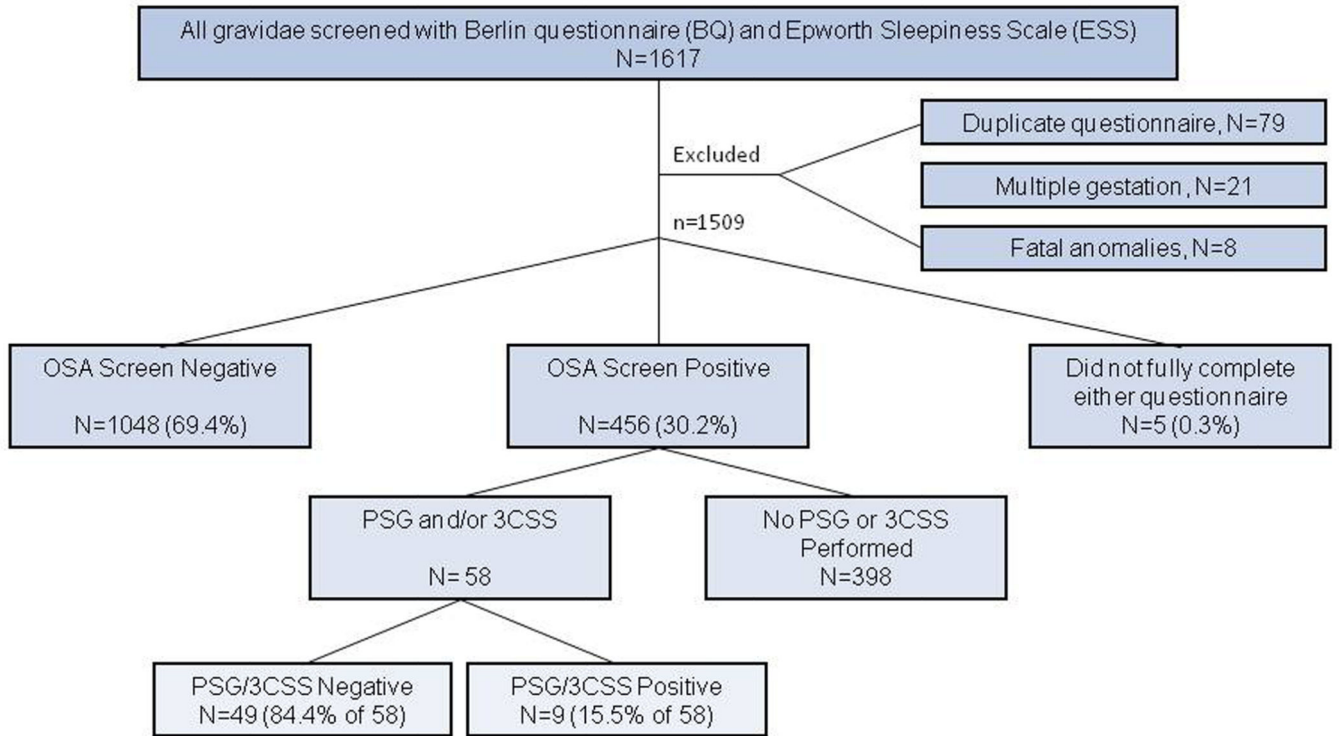 All gravidae screened with Berlin questionnaire (BQ) and Epworth Sleepiness Scale (ESS)
N=1617
Excluded
Duplicate questionnaire, N=79
Multiple gestation, N=21
Fatal anomalies, N=8
n=1509
OSA Screen Negative
N=1048 (69.4%)
OSA Screen Positive
N=456 (30.2%)
Did not fully complete
either questionnaire
N=5 (0.3%)
PSG and/or 3CSS
N= 58
No PSG or 3CSS
Performed
N=398
PSG/3CSS Negative
N=49 (84.4% of 58)
PSG/3CSS Positive
N=9 (15.5% of 58)